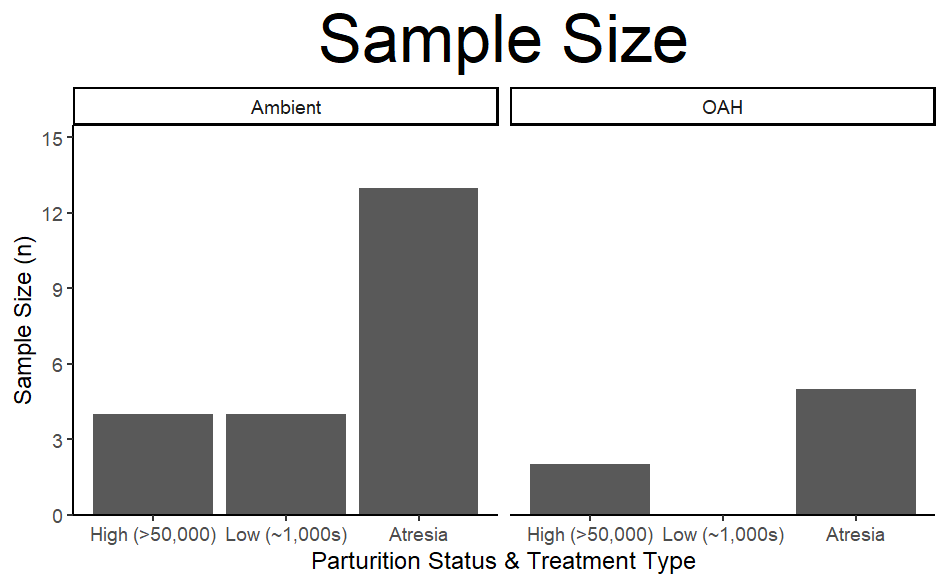 Sample Size
Ambient
OAH
Sample Size (n)
15
12
9
6
3
0
High (>50,000)
Low (~1,000s)
Atresia
High (>50,000)
Low (~1,000s)
Atresia
Parturition Status & Treatment Type